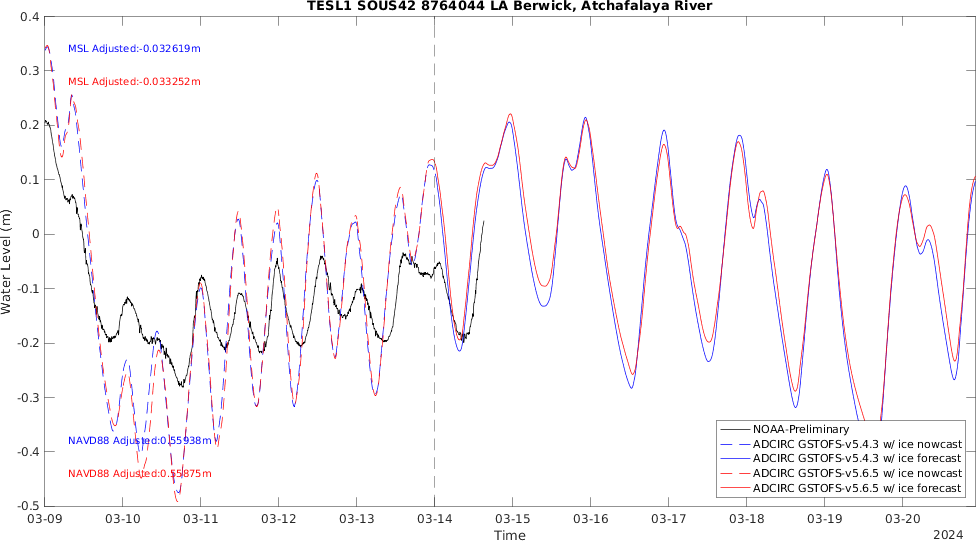 TESL1 SOUS42 8764044 LA Berwick, Atchafalaya River
0.4
0.3
0.2
0.1
0
-0.1
-0.2
-0.3
-0.4
-0.5
Water Level (m)
MSL Adjusted:-0.032619m
MSL Adjusted:-0.033252m
NAVD88 Adjusted:0.55938m
NAVD88 Adjusted:0.55875m
NOAA-Preliminary
ADCIRC GSTOFS-v5.4.3 w/ ice nowcast
ADCIRC GSTOFS-v5.4.3 w/ ice forecast
ADCIRC GSTOFS-v5.6.5 w/ ice nowcast
ADCIRC GSTOFS-v5.6.5 w/ ice forecast
03-09 03-10 03-11 03-12 03-13 03-14 03-15 03-16 03-17 03-18 03-19 03-20
Time
2024